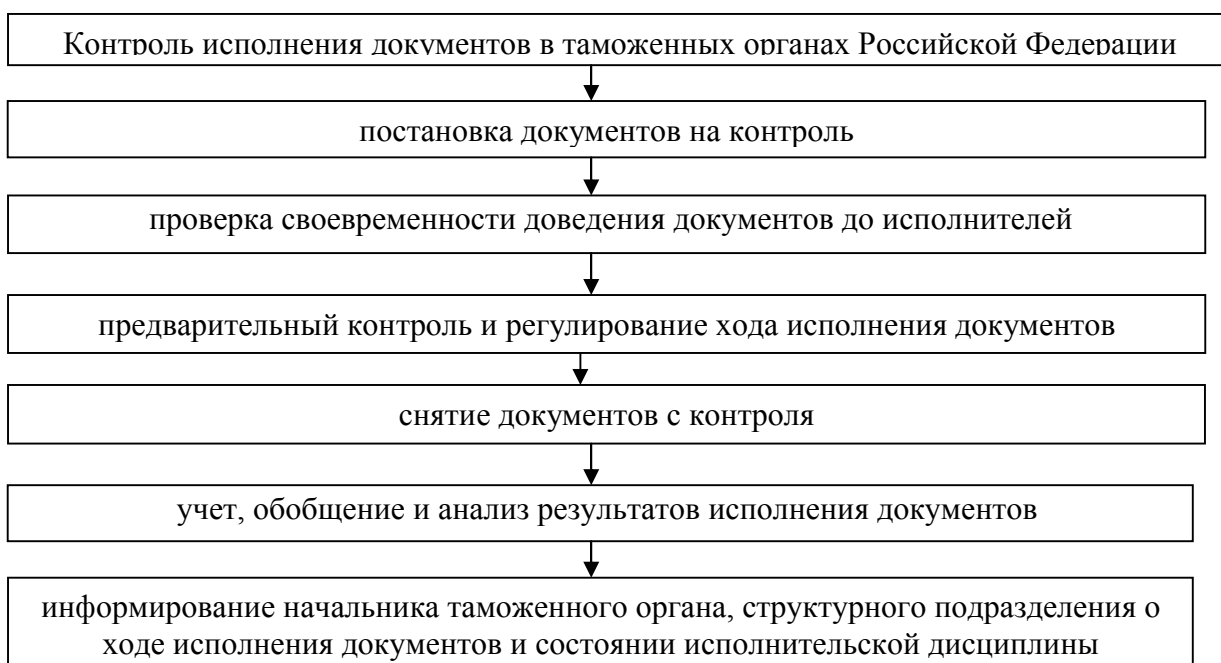 Контроль исполнения документов в таможенных органах Российской Федерации
постановка документов на контроль
проверка своевременности доведения документов до исполнителей
предварительный контроль и регулирование хода исполнения документов
снятие документов с контроля
учет, обобщение и анализ результатов исполнения документов
информирование начальника таможенного органа, структурного подразделения о
ходе исполнения документов и состоянии исполнительской дисциплины